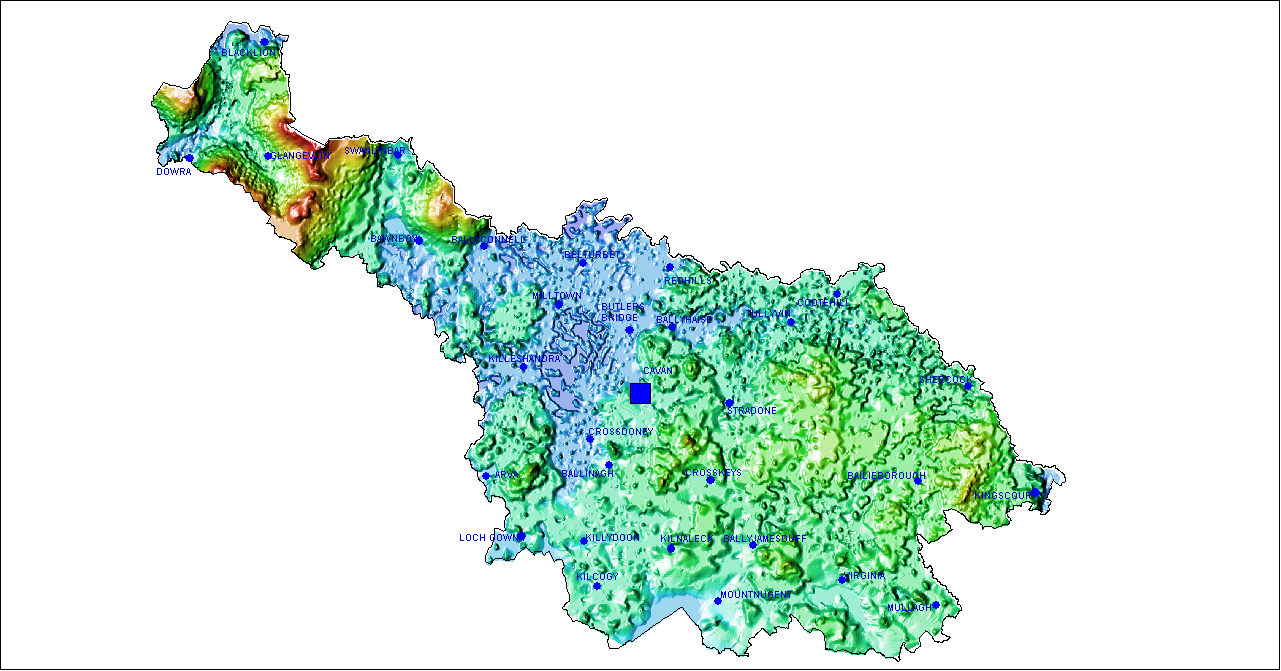 BLACKLION
GLANGEVLIN
SWANLINBAR
DOWRA
BAWNBOY
BALLYCONNELL
BELTURBET
REDHILLS
MILLTOWN
BUTLERS
BRIDGE
BALLYHAISE
TULLYVIN
COOTEHILL
KILLESHANDRA
CAVAN
SHERCOCK
STRADONE
CROSSDONEY
ARVA
BALLINAGH
CROSSKEYS
BAILIEBOROUGH
KINGSCOURT
LOCH GOWNA
KILLYDOON
KILNALECK
BALLYJAMESDUFF
KILCOGY
VIRGINIA
MOUNTNUGENT
MULLAGH